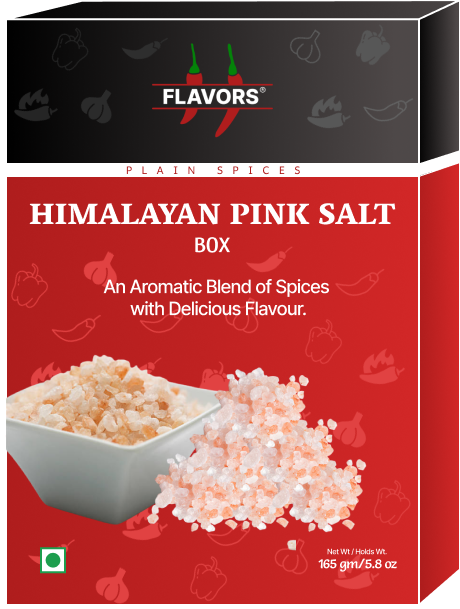 FLAVORS®
PLAIN SPICES
HIMALAYAN PINK SALT
BOX
An Aromatic Blend of Spices
with Delicious Flavour.
Net Wt / Holds Wt.
165 gm/5.8 oz